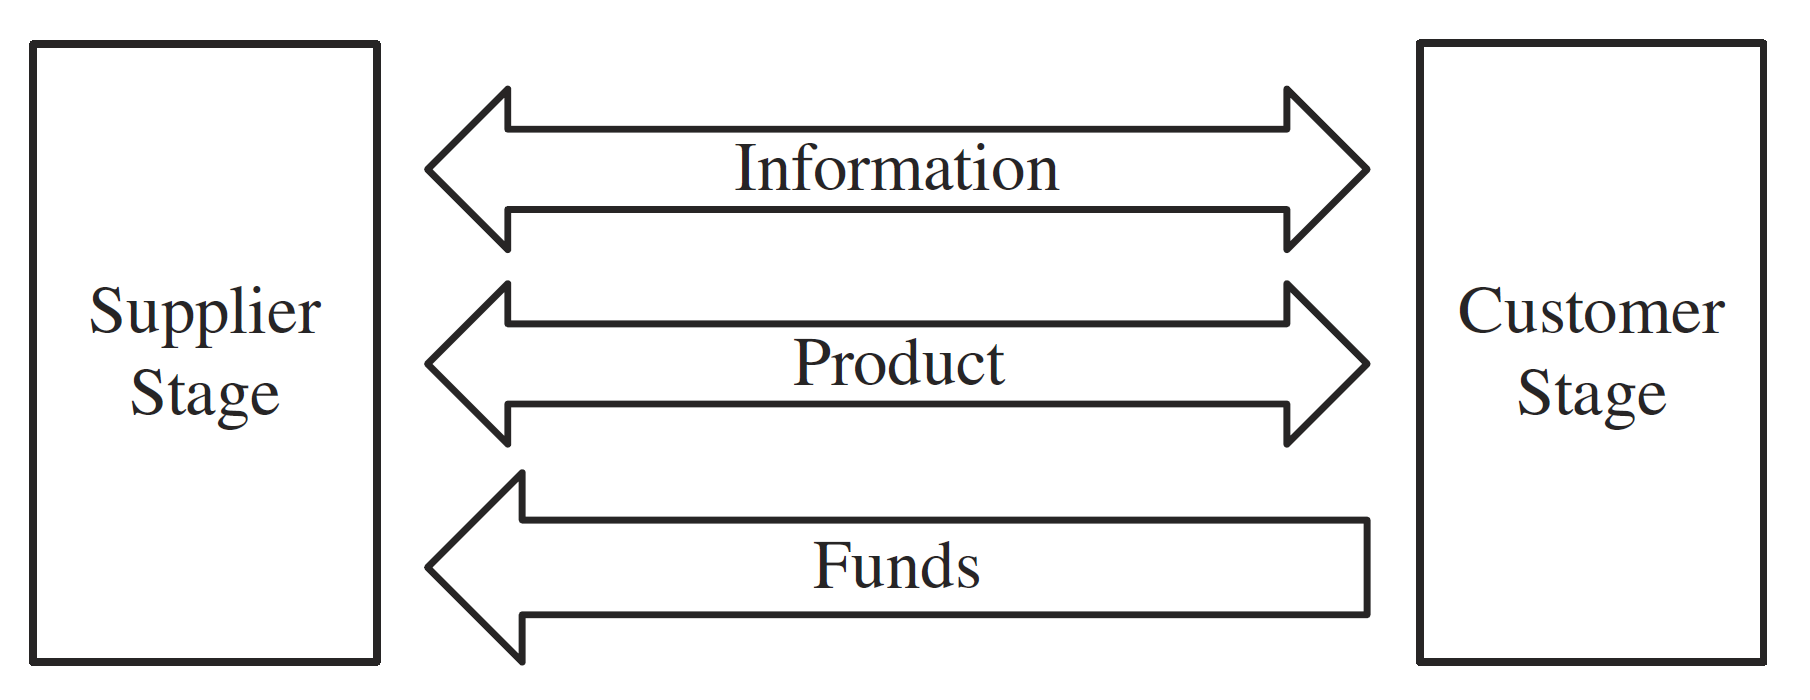 Information
Supplier
Stage
Product
Customer
Stage
Funds